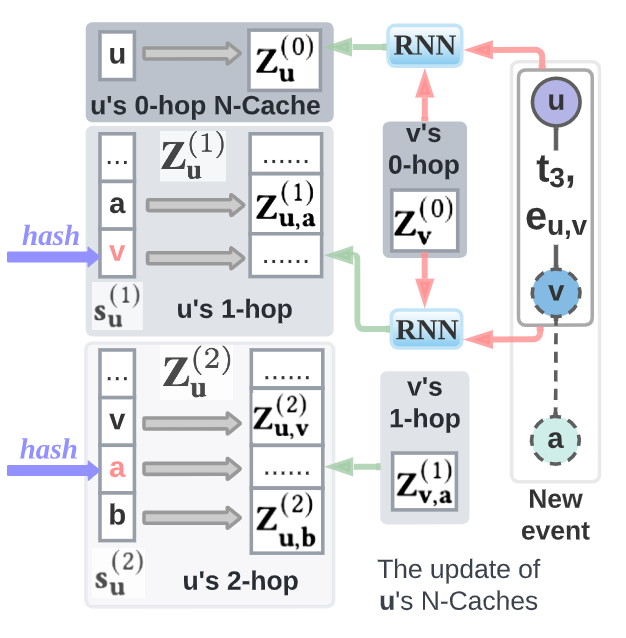 u
Z_u^(0)
u's 0-hop N-Cache
RNN
v's
0-hop
Z_v^(0)
RNN
u
t₃,
e_u,v
v
a
New
event
...
Z_u^(1)
......
a
Z_u,a^(1)
hash
v
......
s_u^(1)
u's 1-hop
...
Z_u^(2)
......
v
Z_u,v^(2)
hash
a
......
b
Z_u,b^(2)
s_u^(2)
u's 2-hop
v's
1-hop
Z_v,a^(1)
The update of
u's N-Caches